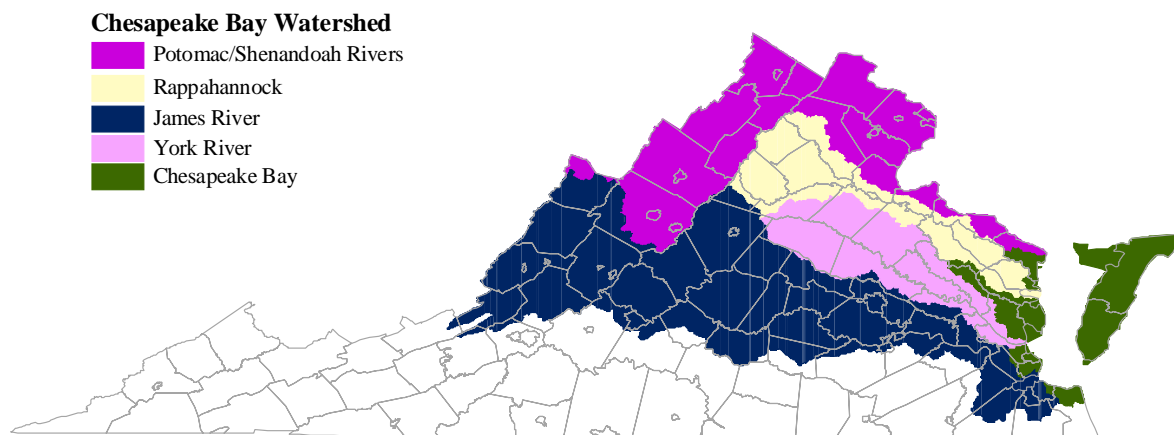 Chesapeake Bay Watershed
Potomac/Shenandoah Rivers
Rappahannock
James River
York River
Chesapeake Bay